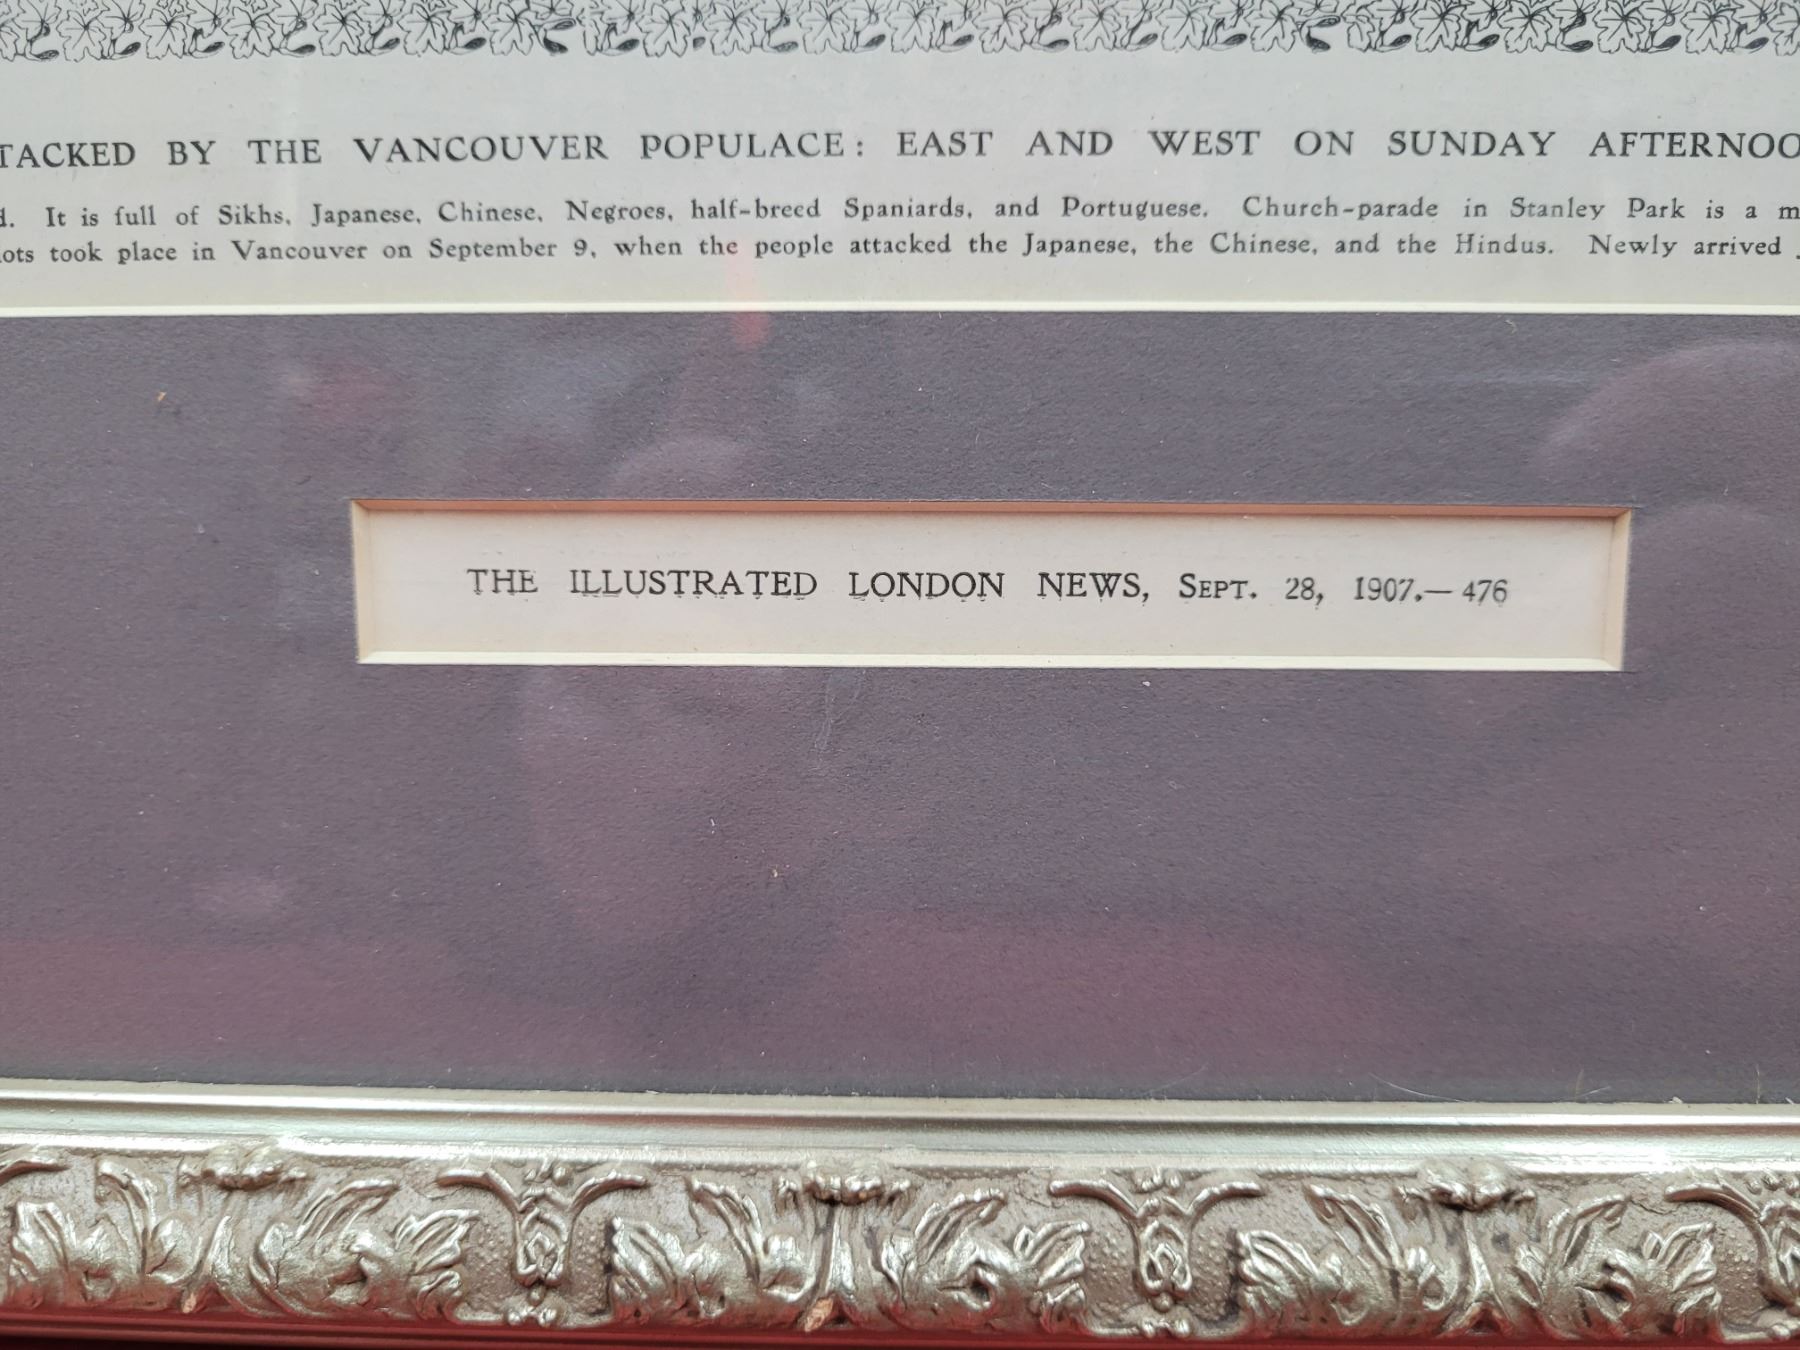 TACKED BY THE VANCOUVER POPULACE: EAST AND WEST ON SUNDAY AFTERNOO
d. It is full of Sikhs, Japanese, Chinese, Negroes, half-breed Spaniards, and Portuguese. Church-parade in Stanley Park is a m
ots took place in Vancouver on September 9, when the people attacked the Japanese, the Chinese, and the Hindus. Newly arrived
THE ILLUSTRATED LONDON NEWS, SEPT. 28, 1907.— 476